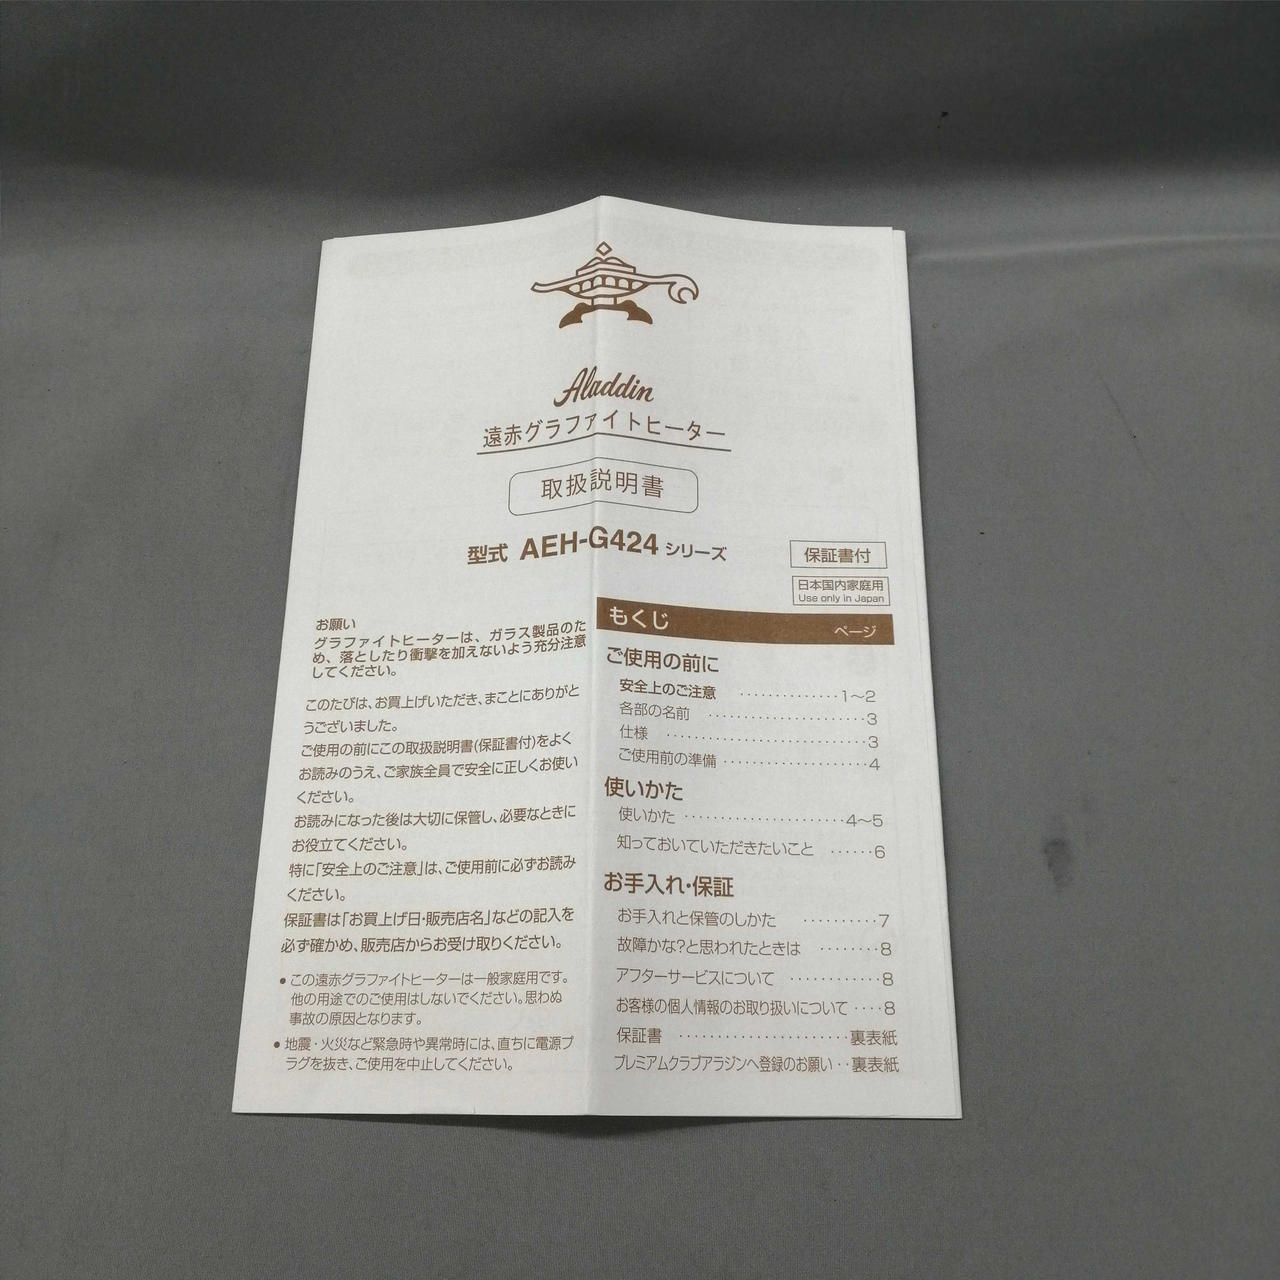 Aladdin
遠赤グラファイトヒーター
取扱説明書
型式 AEH-G424 シリーズ
保証書付
日本国内家庭用
Use only in Japan
お願い
グラファイトヒーターは、ガラス製品のた
め、落としたり衝撃を加えないよう充分注意
してください。
このたびは、お買上げいただき、まことにありがと
うございました。
ご使用の前にこの取扱説明書(保証書付)をよく
お読みのうえ、ご家族全員で安全に正しくお使い
ください。
お読みになった後は大切に保管し、必要なときに
お役立てください。
特に「安全上のご注意」は、ご使用前に必ずお読み
ください。
保証書は「お買上げ日・販売店名」などの記入を
必ず確かめ、販売店からお受け取りください。
●この遠赤グラファイトヒーターは一般家庭用です。
他の用途でのご使用はしないでください。思わぬ
事故の原因となります。
●地震・火災など緊急時や異常時には、直ちに電源プ
ラグを抜き、ご使用を中止してください。
もくじ ページ
ご使用の前に
安全上のご注意 ··············1〜2
各部の名前 ······················3
仕様 ····························3
ご使用前の準備 ····················4
使いかた
使いかた ·····················4〜5
知っておいていただきたいこと ······6
お手入れ・保証
お手入れと保管のしかた ··········7
故障かな?と思われたときは ········8
アフターサービスについて ············8
お客様の個人情報のお取り扱いについて ····8
保証書 ·······················裏表紙
プレミアムクラブアラジンへ登録のお願い ··裏表紙